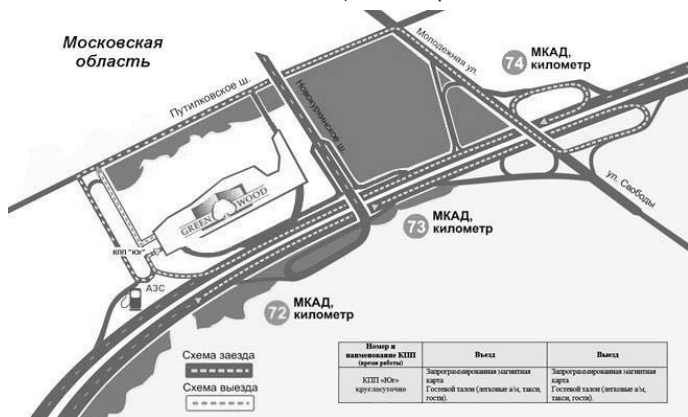 Московская
область
74
МКАД,
километр
Молодежная ул.
Путилковское ш.
Новокуркинское ш.
GREEN WOOD
ул. Свободы
КПП "Юг"
73
МКАД,
километр
АЗС
72
МКАД,
километр
Схема заезда
Схема выезда
Номер и
наименование КПП
(время работы)
Въезд
Выезд
КПП «Юг»
круглосуточно
Запрограммированная магнитная
карта
Гостевой талон (легковые а/м, такси,
гости).
Запрограммированная магнитная
карта
Гостевой талон (легковые а/м, такси,
гости).